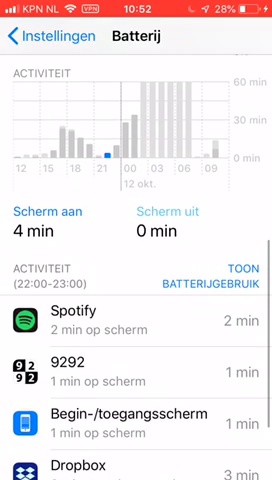 KPN NL VPN 10:52 28%
Instellingen Batterij
ACTIVITEIT
60 min
30 min
0 min
12 15 18 21 00 03 06 09
12 okt.
Scherm aan Scherm uit
4 min 0 min
ACTIVITEIT TOON
(22:00-23:00) BATTERIJGEBRUIK
Spotify
2 min op scherm 2 min
9292
1 min op scherm 1 min
Begin-/toegangsscherm
1 min op scherm 1 min
Dropbox
3 min